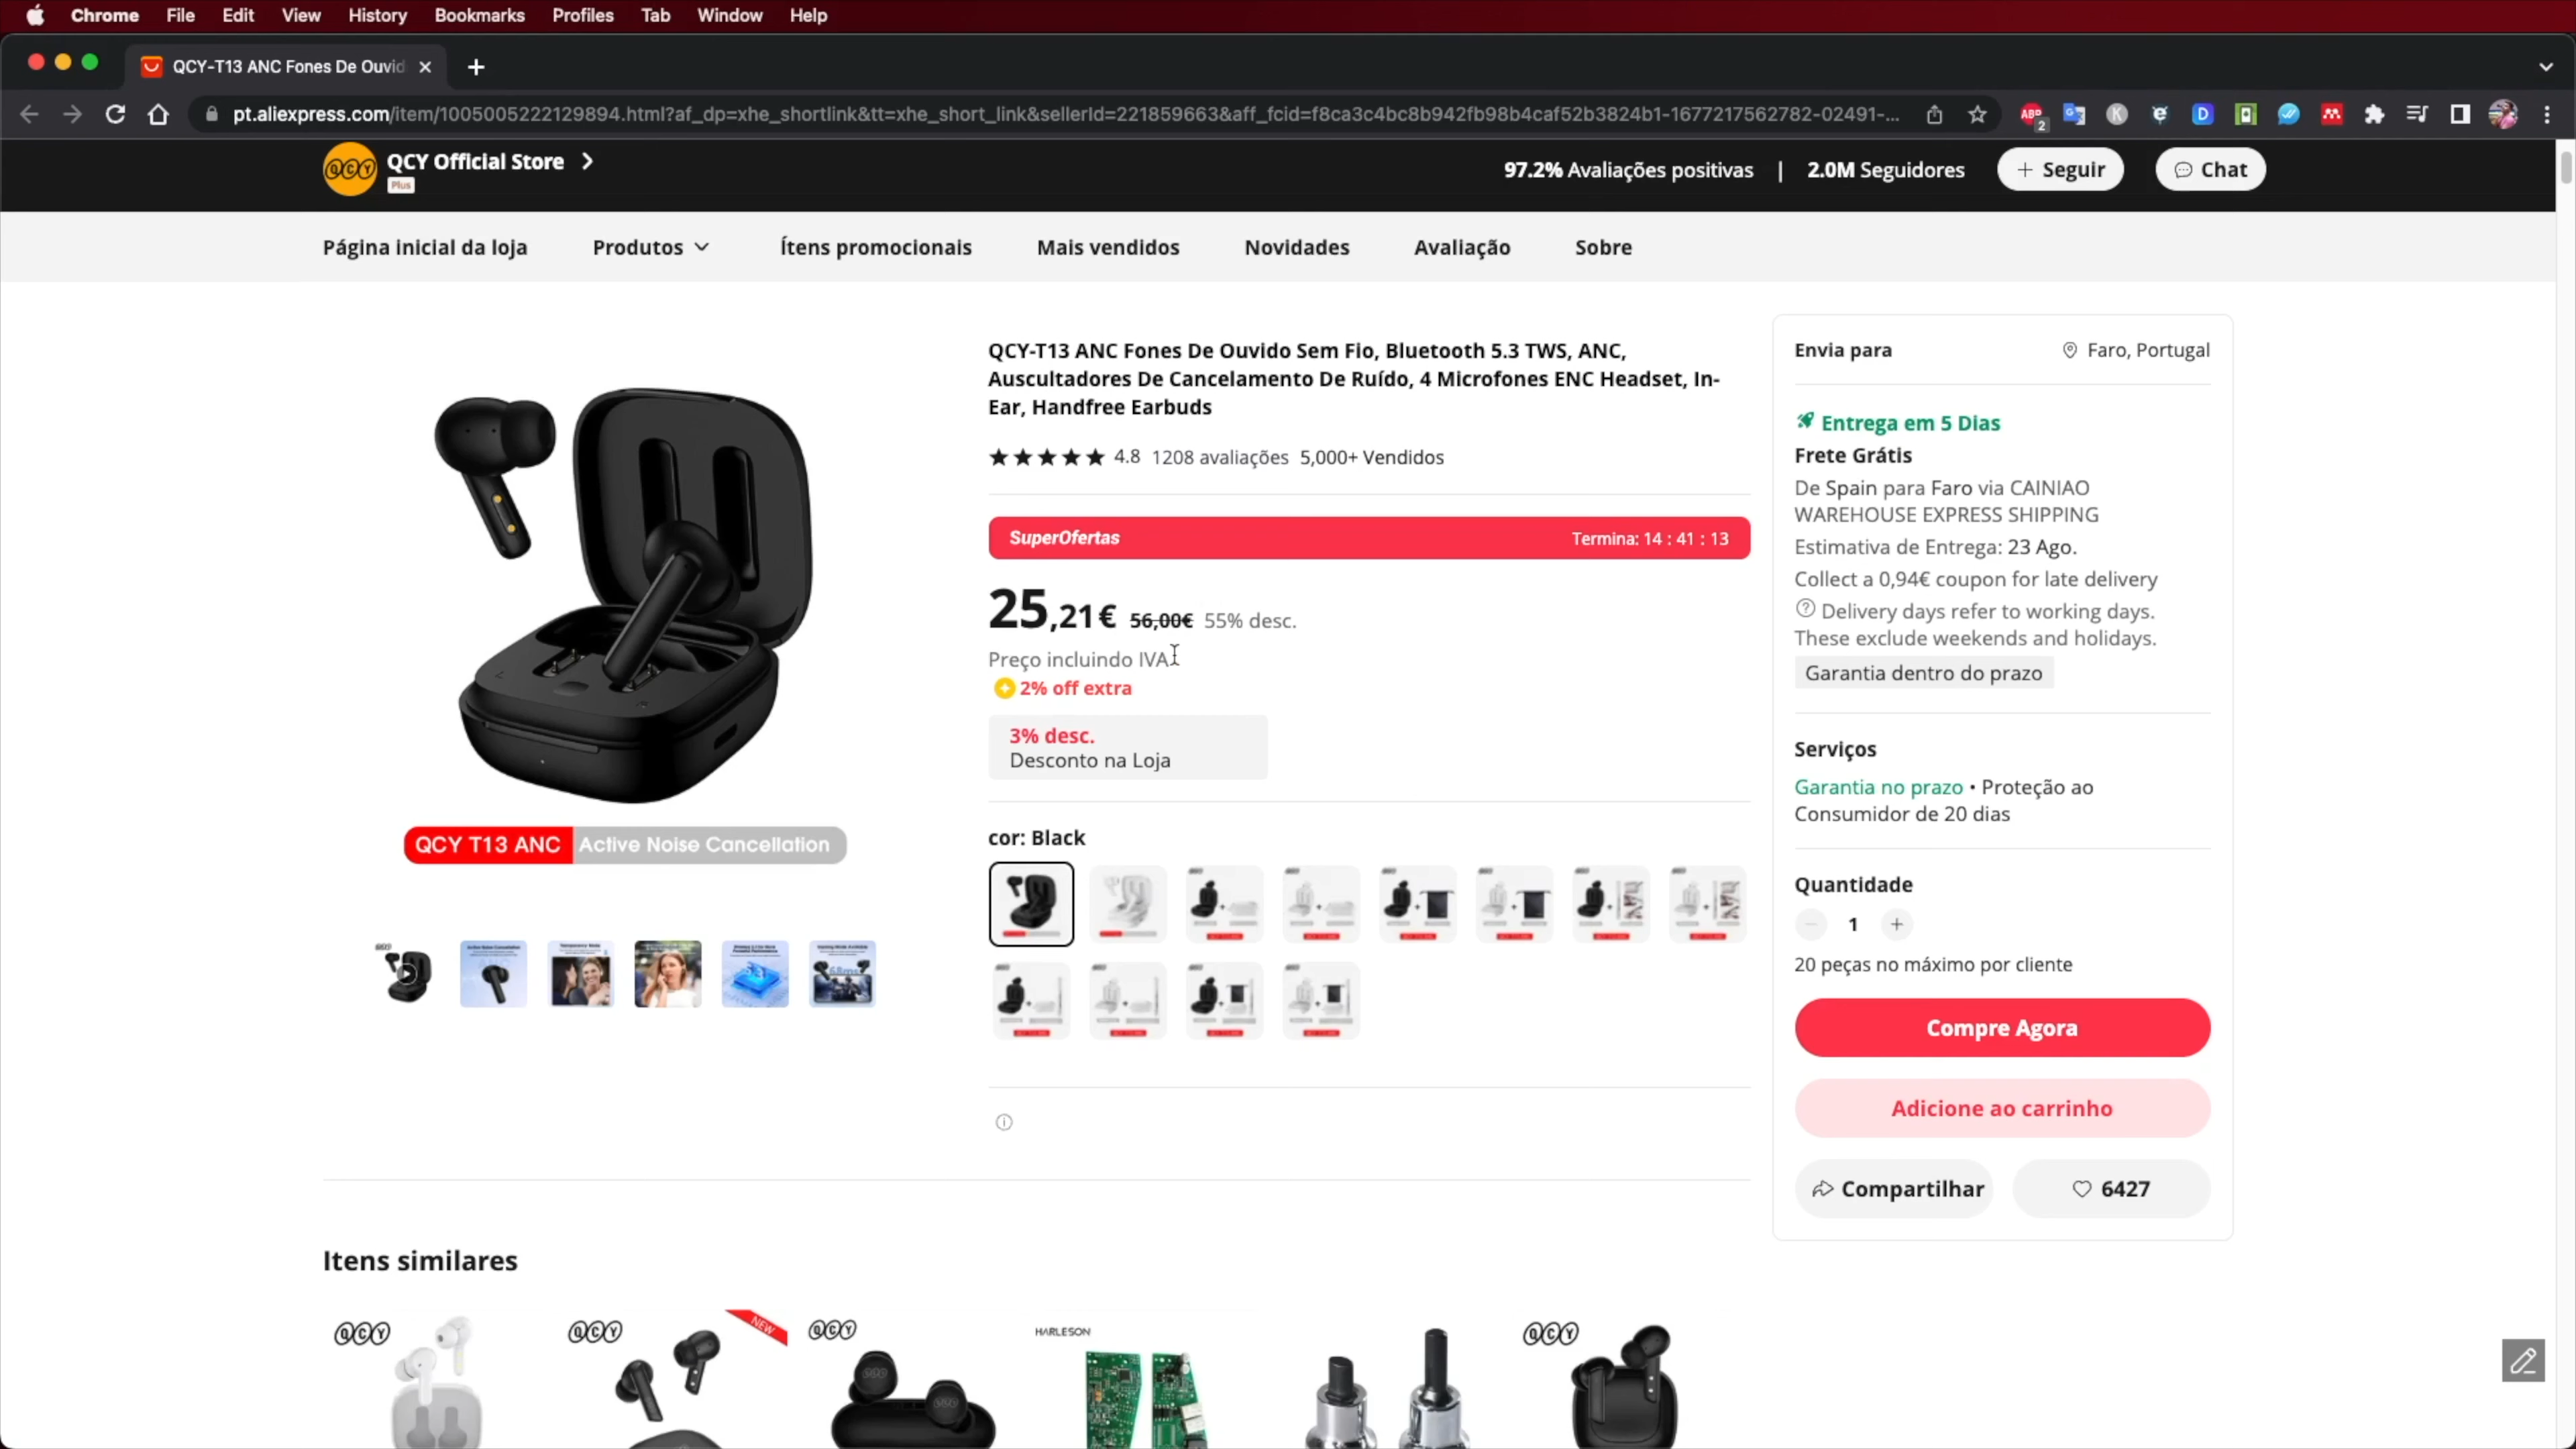 Chrome File Edit View History Bookmarks Profiles Tab Window Help
QCY-T13 ANC Fones De Ouvid
pt.aliexpress.com/item/1005005222129894.html?af_dp=xhe_shortlink&tt=xhe_short_link&sellerId=221859663&aff_fcid=f8ca3c4bc8b942fb98b4caf52b3824b1-1677217562782-02491-...
ABP 2
QCY QCY Official Store
Plus
97.2% Avaliações positivas | 2.0M Seguidores + Seguir Chat
Página inicial da loja Produtos Ítens promocionais Mais vendidos Novidades Avaliação Sobre
QCY-T13 ANC Fones De Ouvido Sem Fio, Bluetooth 5.3 TWS, ANC,
Auscultadores De Cancelamento De Ruído, 4 Microfones ENC Headset, In-
Ear, Handfree Earbuds
4.8 1208 avaliações 5,000+ Vendidos
SuperOfertas Termina: 14 : 41 : 13
25,21€ 56,00€ 55% desc.
Preço incluindo IVA
2% off extra
3% desc.
Desconto na Loja
cor: Black
QCY T13 ANC Active Noise Cancellation
Envia para Faro, Portugal
Entrega em 5 Dias
Frete Grátis
De Spain para Faro via CAINIAO
WAREHOUSE EXPRESS SHIPPING
Estimativa de Entrega: 23 Ago.
Collect a 0,94€ coupon for late delivery
Delivery days refer to working days.
These exclude weekends and holidays.
Garantia dentro do prazo
Serviços
Garantia no prazo • Proteção ao
Consumidor de 20 dias
Quantidade
1
20 peças no máximo por cliente
Compre Agora
Adicione ao carrinho
Compartilhar 6427
Itens similares
QCY QCY NEW QCY HARLESON QCY